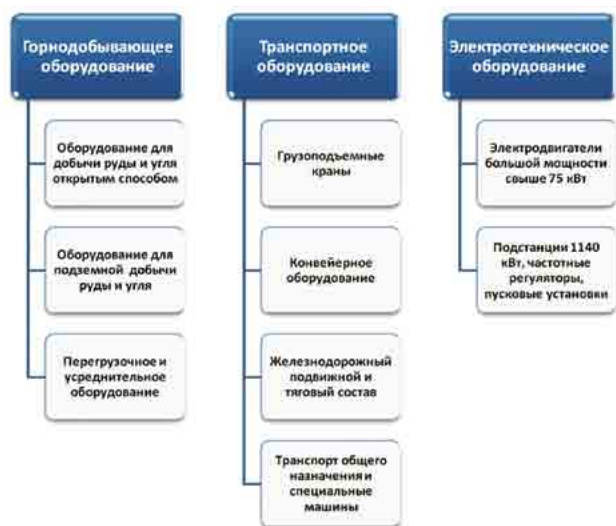 Горнодобывающее
оборудование
Оборудование для
добычи руды и угля
открытым способом
Оборудование для
подземной добычи
руды и угля
Перегрузочное и
усреднительное
оборудование
Транспортное
оборудование
Грузоподъемные
краны
Конвейерное
оборудование
Железнодорожный
подвижной и
тяговый состав
Транспорт общего
назначения и
специальные
машины
Электротехническое
оборудование
Электродвигатели
большой мощности
свыше 75 кВт
Подстанции 1140
кВт, частотные
регуляторы,
пусковые установки